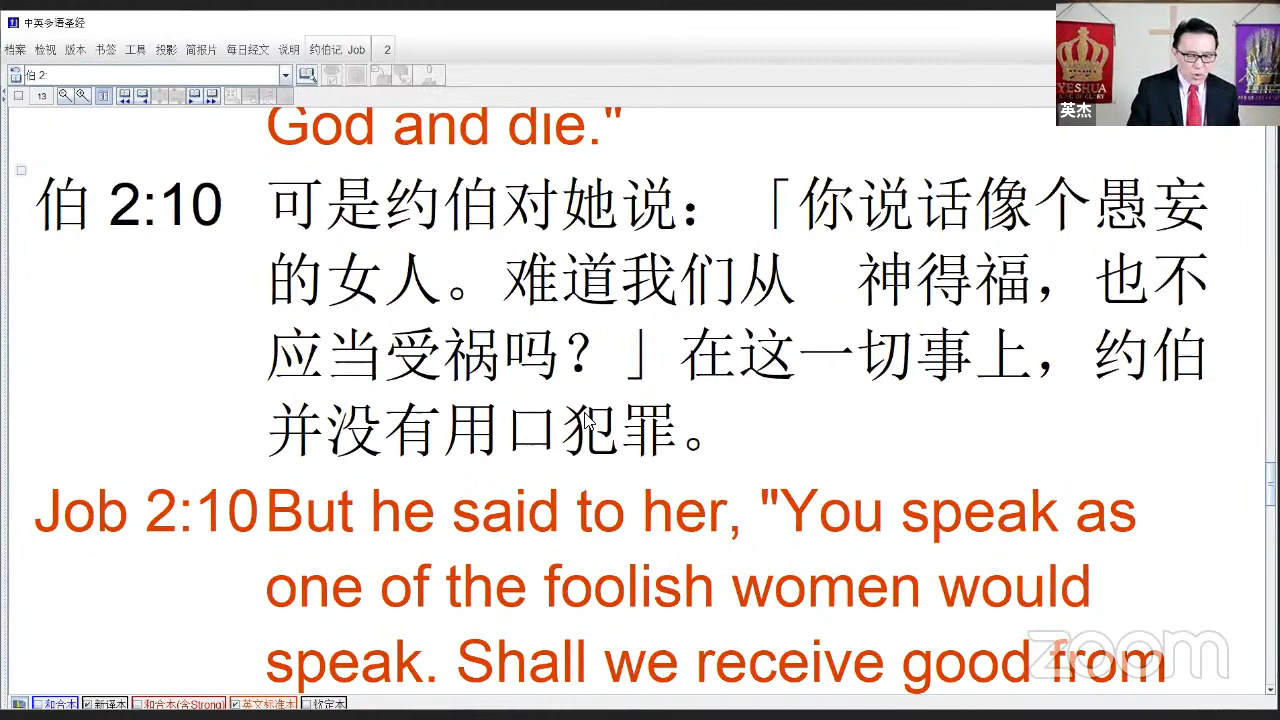 中英多语圣经
档案 检视 版本 书签 工具 投影 简报片 每日经文 说明 约伯记 Job 2
伯 2:
13
YESHUA
英杰
God and die."
伯 2:10 可是约伯对她说：「你说话像个愚妄
的女人。难道我们从 神得福，也不
应当受祸吗？」在这一切事上，约伯
并没有用口犯罪。
Job 2:10 But he said to her, "You speak as
one of the foolish women would
speak. Shall we receive good from
zoom
和合本 新译本 和合本(含Strong) 英文标准本 钦定本